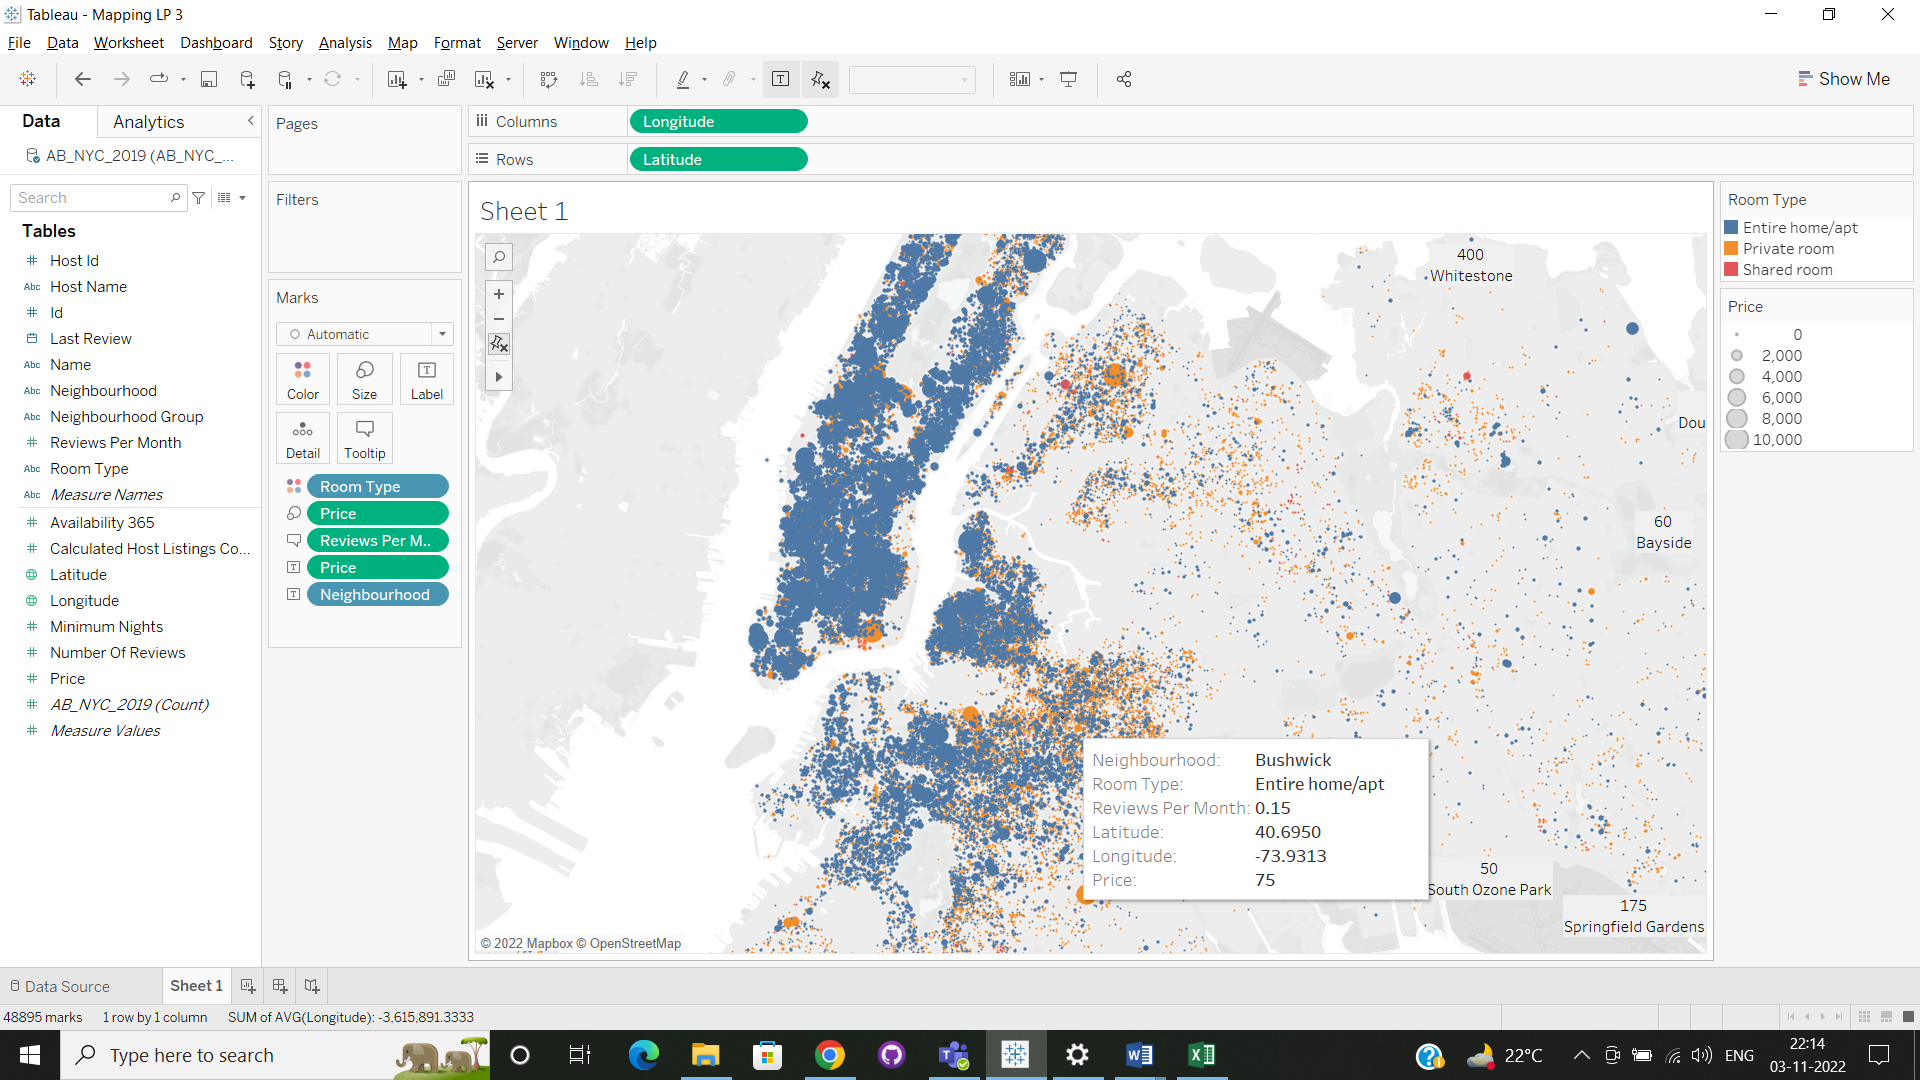 Tableau - Mapping LP 3
File Data Worksheet Dashboard Story Analysis Map Format Server Window Help
Show Me
Data Analytics
AB_NYC_2019 (AB_NYC_...
Search
Tables
Host Id
Abc Host Name
Id
Last Review
Abc Name
Abc Neighbourhood
Abc Neighbourhood Group
Reviews Per Month
Abc Room Type
Abc Measure Names
Availability 365
Calculated Host Listings Co...
Latitude
Longitude
Minimum Nights
Number Of Reviews
Price
AB_NYC_2019 (Count)
Measure Values
Pages
Filters
Marks
Automatic
Color Size Label
Detail Tooltip
Room Type
Price
Reviews Per M..
Price
Neighbourhood
Columns Longitude
Rows Latitude
Sheet 1
400
Whitestone
Dou
60
Bayside
50
South Ozone Park
175
Springfield Gardens
Neighbourhood: Bushwick
Room Type: Entire home/apt
Reviews Per Month: 0.15
Latitude: 40.6950
Longitude: -73.9313
Price: 75
© 2022 Mapbox © OpenStreetMap
Room Type
Entire home/apt
Private room
Shared room
Price
0
2,000
4,000
6,000
8,000
10,000
Data Source Sheet 1
48895 marks 1 row by 1 column SUM of AVG(Longitude): -3,615,891.3333
Type here to search
22°C ENG 22:14
03-11-2022